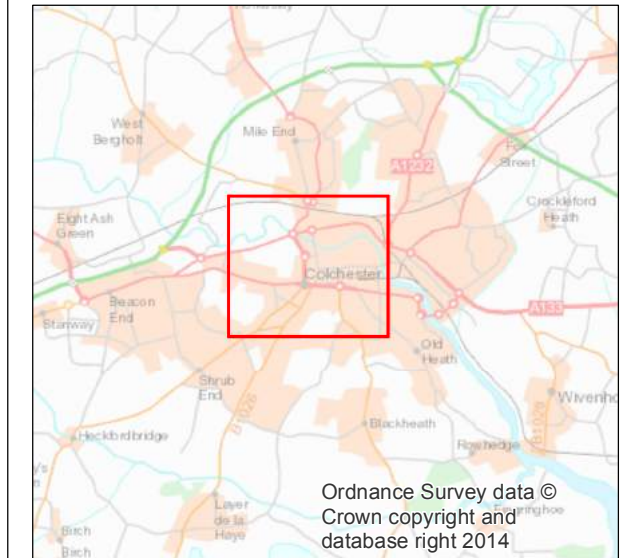 West
Bergholt
Mile End
A1232
Fox
Street
Crockleford
Heath
Eight Ash
Green
Colchester
Beacon
End
Stanway
A133
Old
Heath
Shrub
End
B1026
Wivenho
B1028
Blackheath
Heckfordbridge
Rowhedge
Layer
de la
Haye
Birch
Birch
Ordnance Survey data ©
Crown copyright and
database right 2014